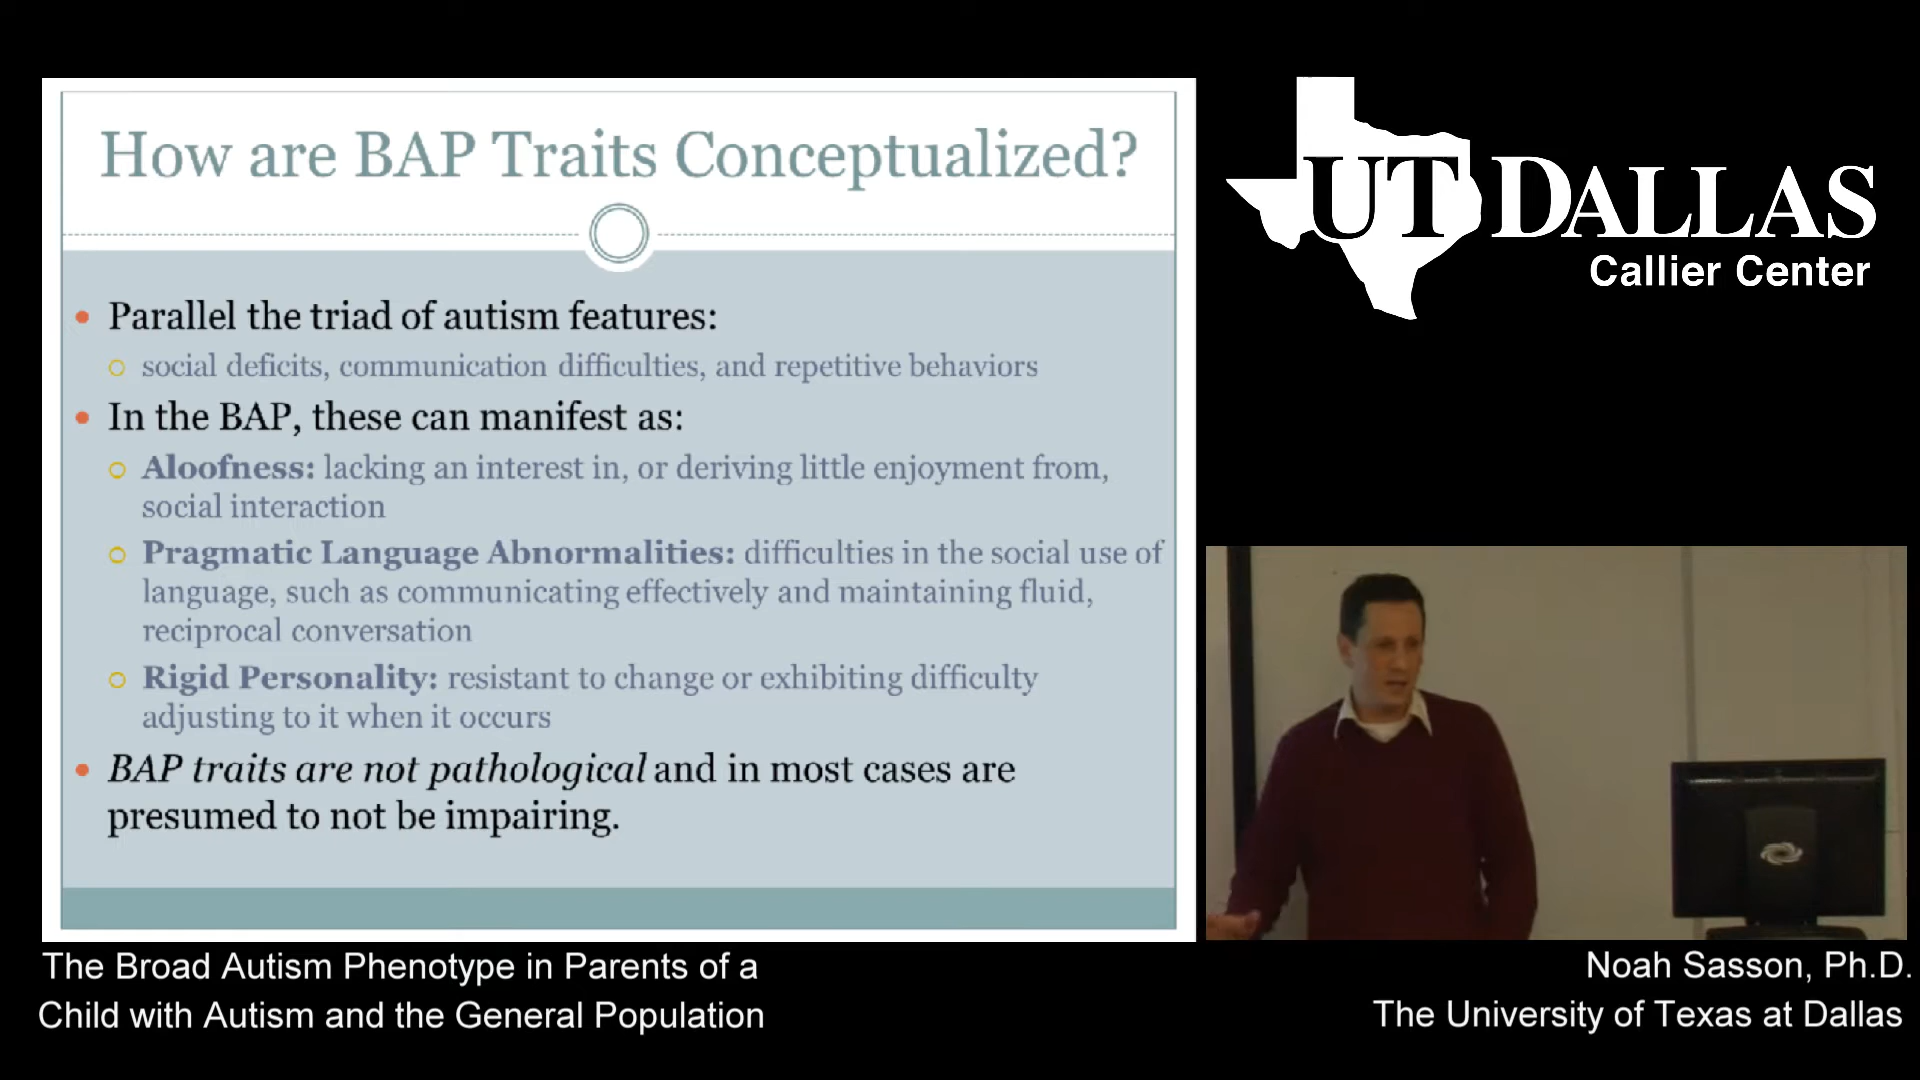 How are BAP Traits Conceptualized?
• Parallel the triad of autism features:
○ social deficits, communication difficulties, and repetitive behaviors
• In the BAP, these can manifest as:
○ Aloofness: lacking an interest in, or deriving little enjoyment from,
social interaction
○ Pragmatic Language Abnormalities: difficulties in the social use of
language, such as communicating effectively and maintaining fluid,
reciprocal conversation
○ Rigid Personality: resistant to change or exhibiting difficulty
adjusting to it when it occurs
• BAP traits are not pathological and in most cases are
presumed to not be impairing.
UT DALLAS
Callier Center
The Broad Autism Phenotype in Parents of a
Child with Autism and the General Population
Noah Sasson, Ph.D.
The University of Texas at Dallas